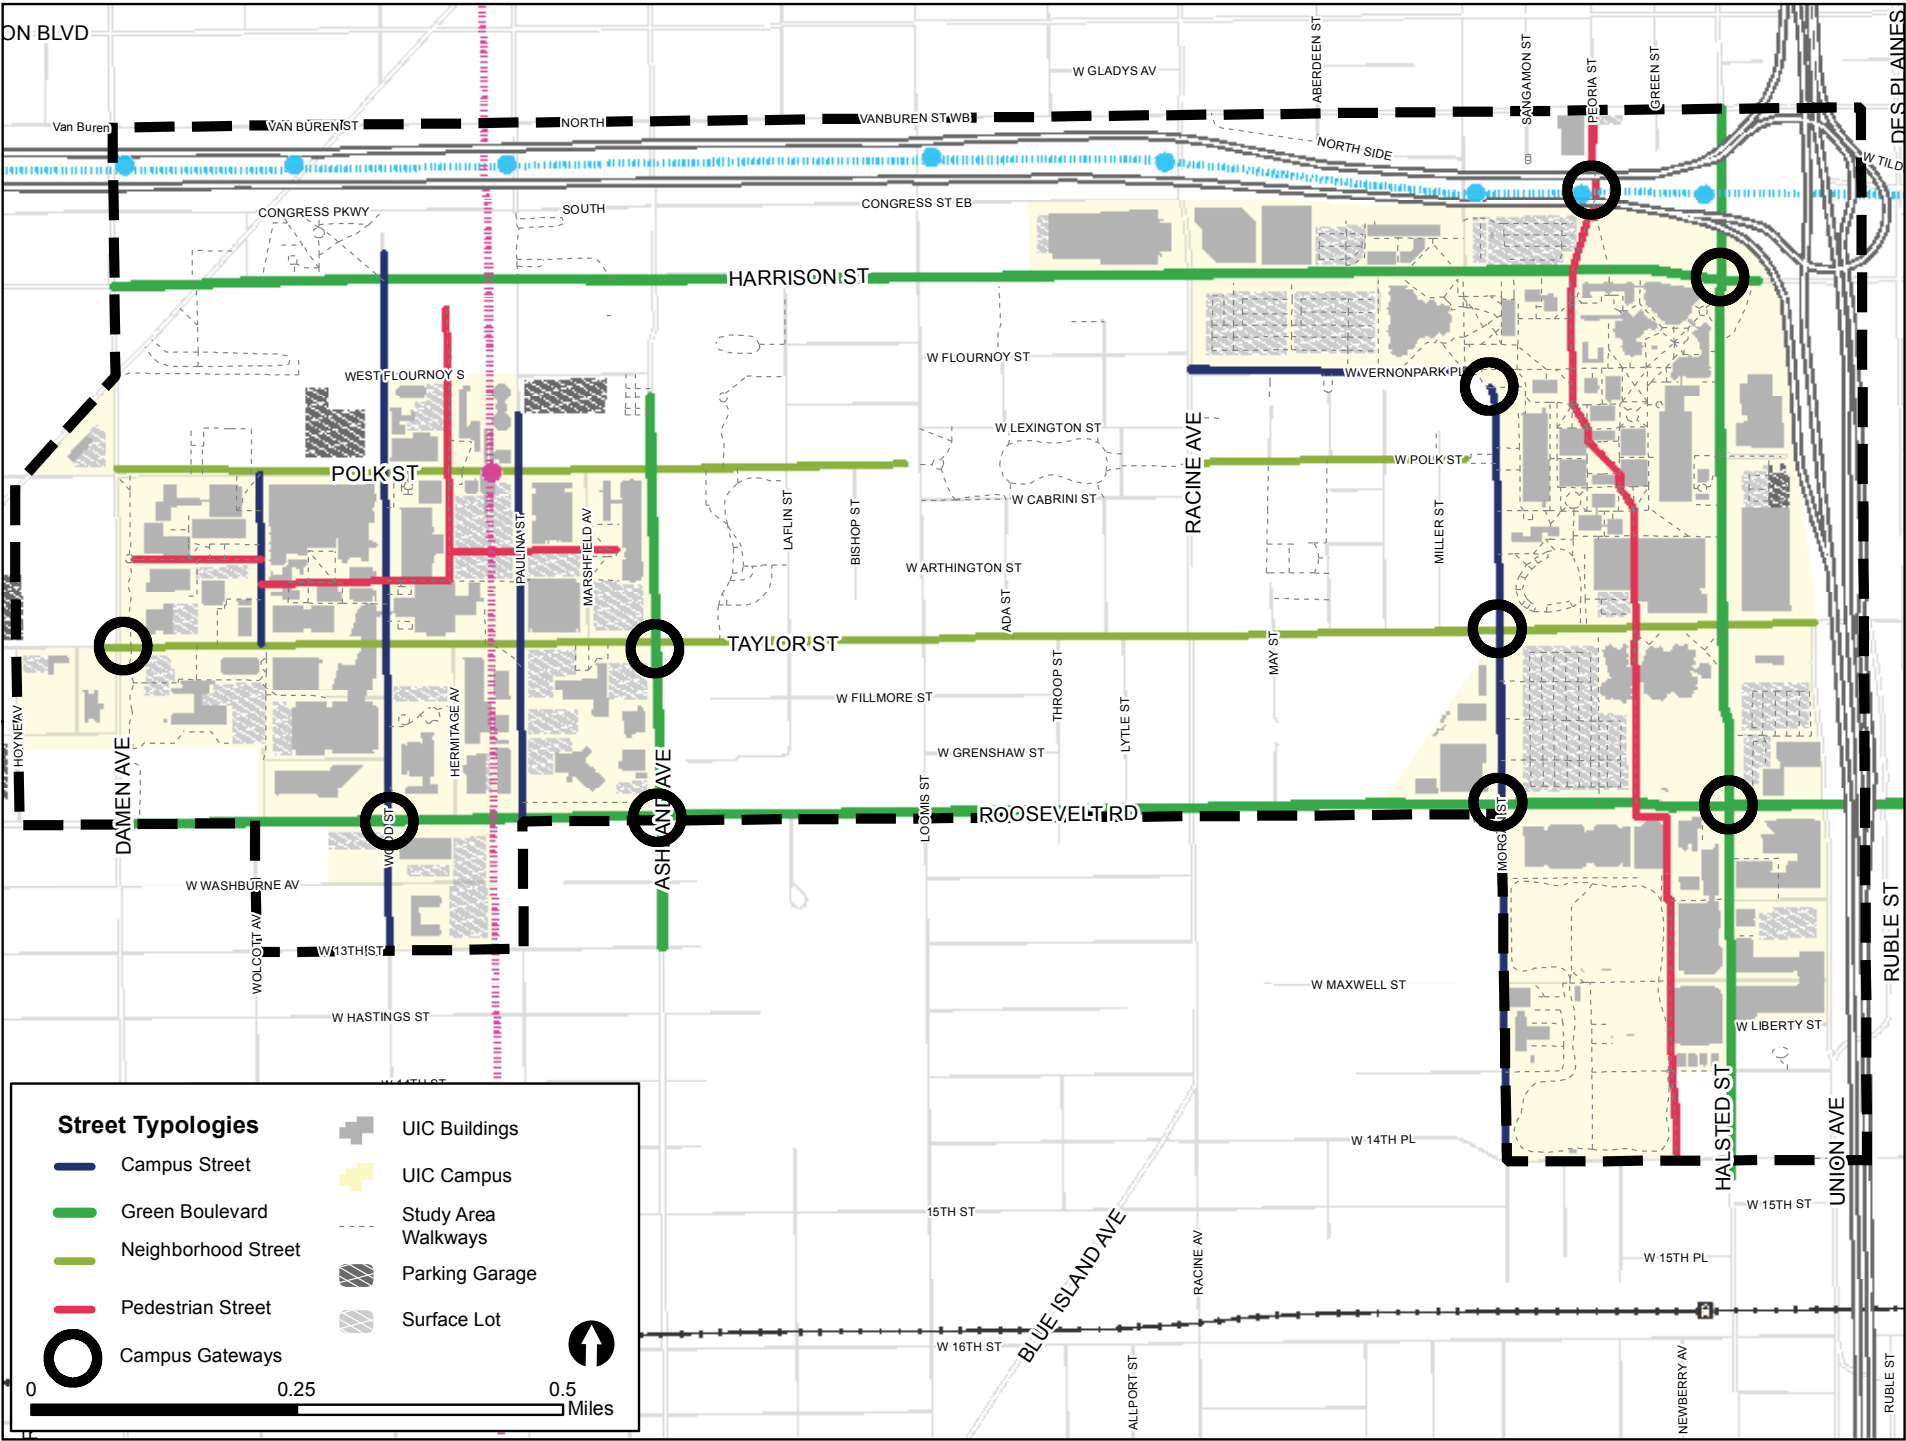 ON BLVD
W GLADYS AV
ABERDEEN ST
SANGAMON ST
PEORIA ST
GREEN ST
DES PLAINES
Van Buren
VAN BUREN ST
NORTH
VANBUREN ST WB
NORTH SIDE
W TILD
CONGRESS PKWY
SOUTH
CONGRESS ST EB
HARRISON ST
W FLOURNOY ST
WEST FLOURNOY S
W VERNONPARK PL
W LEXINGTON ST
RACINE AVE
POLK ST
W POLK ST
W CABRINI ST
LAFLIN ST
BISHOP ST
MILLER ST
PAULINA ST
MARSHFIELD AV
W ARTHINGTON ST
ADA ST
TAYLOR ST
MAY ST
THROOP ST
LYTLE ST
W FILLMORE ST
HOYNE AV
DAMEN AVE
HERMITAGE AV
W GRENSHAW ST
ASHLAND AVE
LOOMIS ST
ROOSEVELT RD
WOOD ST
MORGAN ST
W WASHBURNE AV
WOLCOTT AV
W 13TH ST
RUBLE ST
W MAXWELL ST
W HASTINGS ST
W LIBERTY ST
W 14TH ST
HALSTED ST
UNION AVE
W 14TH PL
15TH ST
W 15TH ST
BLUE ISLAND AVE
RACINE AV
W 15TH PL
W 16TH ST
ALLPORT ST
NEWBERRY AV
RUBLE ST
Street Typologies
Campus Street
Green Boulevard
Neighborhood Street
Pedestrian Street
Campus Gateways
UIC Buildings
UIC Campus
Study Area
Walkways
Parking Garage
Surface Lot
0
0.25
0.5
Miles